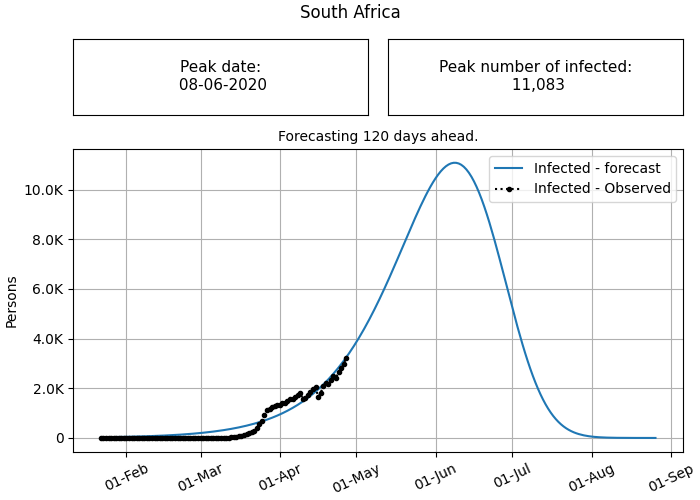 South Africa
Peak date:
08-06-2020
Peak number of infected:
11,083
Forecasting 120 days ahead.
Infected - forecast
Infected - Observed
10.0K
8.0K
6.0K
4.0K
2.0K
0
Persons
01-Feb
01-Mar
01-Apr
01-May
01-Jun
01-Jul
01-Aug
01-Sep